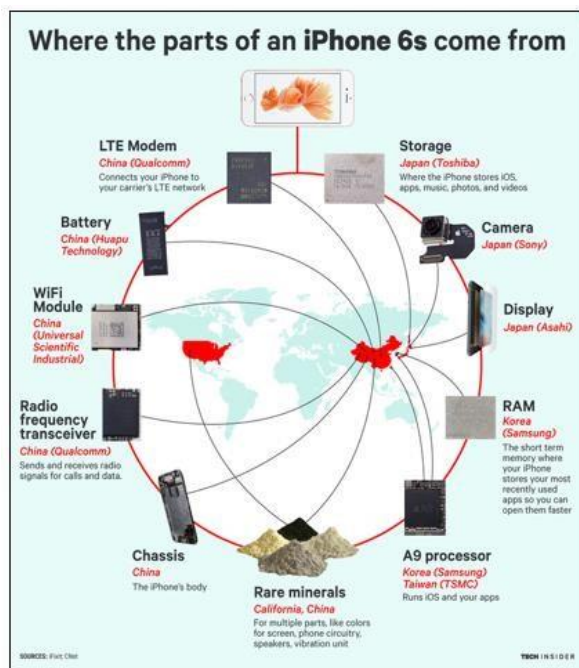 Where the parts of an iPhone 6s come from
LTE Modem
China (Qualcomm)
Connects your iPhone to
your carrier's LTE network
Storage
Japan (Toshiba)
Where the iPhone stores iOS,
apps, music, photos, and videos
Battery
China (Huapu
Technology)
Camera
Japan (Sony)
WiFi
Module
China
(Universal
Scientific
Industrial)
Display
Japan (Asahi)
Radio
frequency
transceiver
China (Qualcomm)
Sends and receives radio
signals for calls and data.
RAM
Korea
(Samsung)
The short term
memory where
your iPhone
stores your most
recently used
apps so you can
open them faster
Chassis
China
The iPhone's body
Rare minerals
California, China
For multiple parts, like colors
for screen, phone circuitry,
speakers, vibration unit
A9 processor
Korea (Samsung)
Taiwan (TSMC)
Runs iOS and your apps
SOURCES: iFixit; CNet
TECH INSIDER